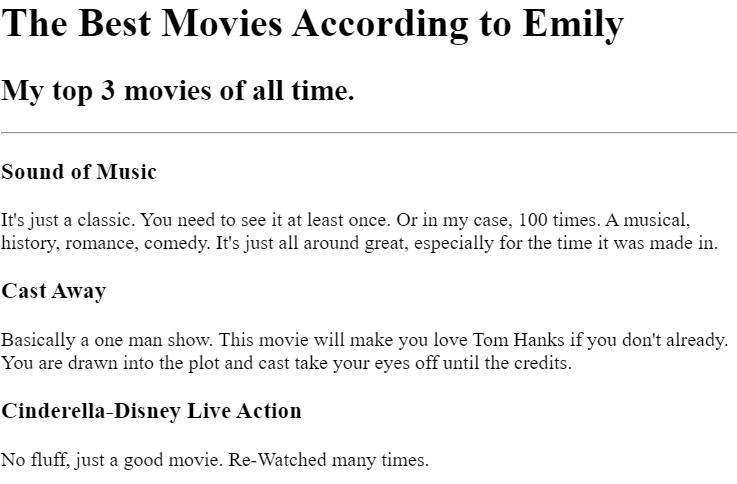 The Best Movies According to Emily
My top 3 movies of all time.
Sound of Music
It's just a classic. You need to see it at least once. Or in my case, 100 times. A musical,
history, romance, comedy. It's just all around great, especially for the time it was made in.
Cast Away
Basically a one man show. This movie will make you love Tom Hanks if you don't already.
You are drawn into the plot and cast take your eyes off until the credits.
Cinderella-Disney Live Action
No fluff, just a good movie. Re-Watched many times.